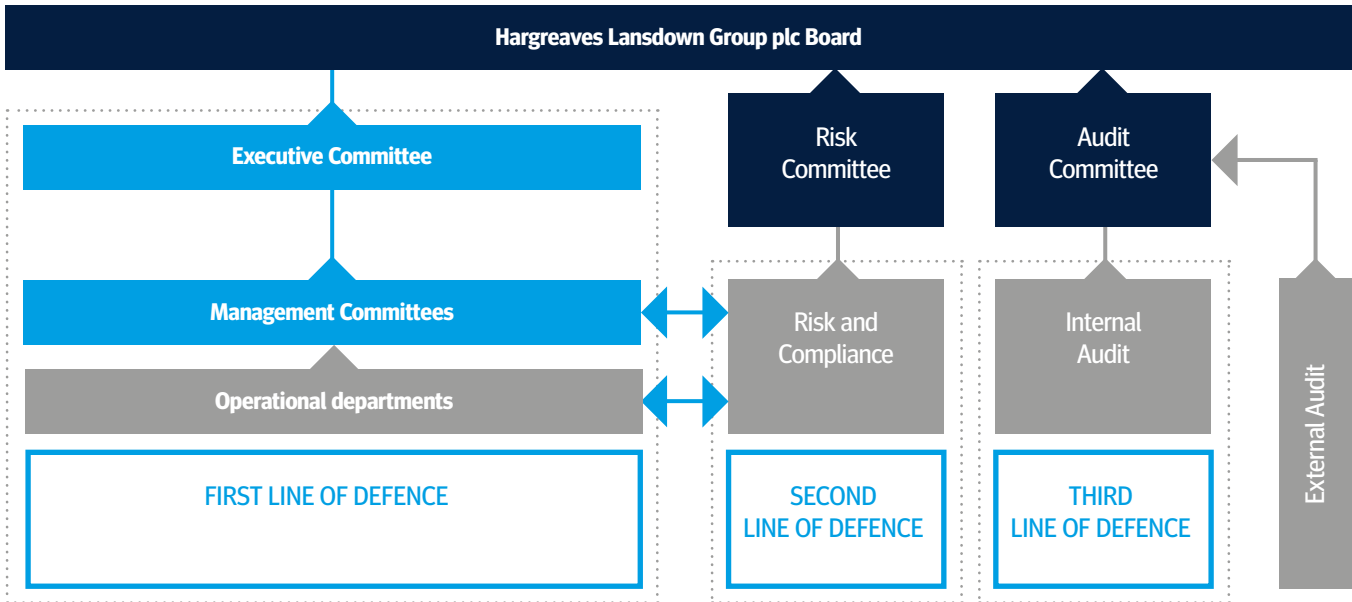 Hargreaves Lansdown Group plc Board
Executive Committee
Risk
Committee
Audit
Committee
Management Committees
Risk and
Compliance
Internal
Audit
Operational departments
External Audit
FIRST LINE OF DEFENCE
SECOND
LINE OF DEFENCE
THIRD
LINE OF DEFENCE